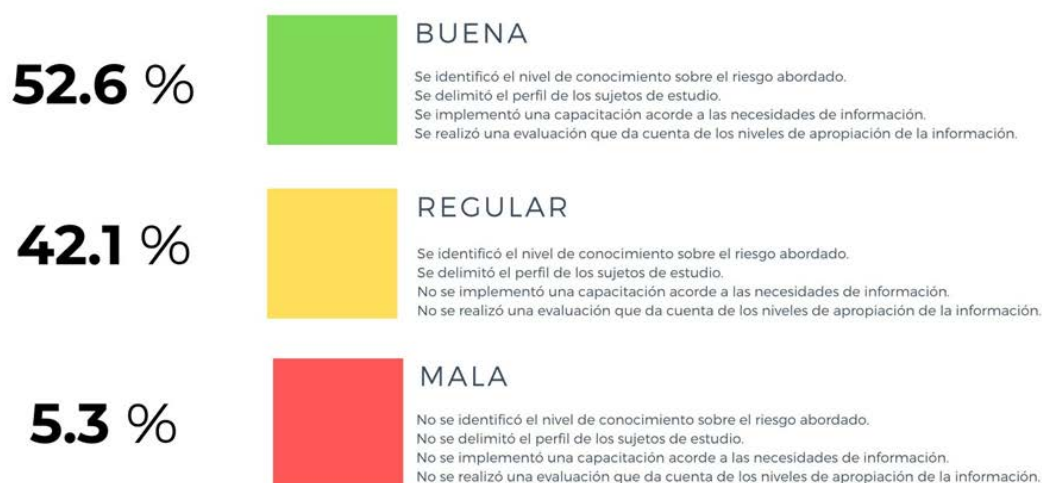 52.6 %
BUENA
Se identificó el nivel de conocimiento sobre el riesgo abordado.
Se delimitó el perfil de los sujetos de estudio.
Se implementó una capacitación acorde a las necesidades de información.
Se realizó una evaluación que da cuenta de los niveles de apropiación de la información.
42.1 %
REGULAR
Se identificó el nivel de conocimiento sobre el riesgo abordado.
Se delimitó el perfil de los sujetos de estudio.
No se implementó una capacitación acorde a las necesidades de información.
No se realizó una evaluación que da cuenta de los niveles de apropiación de la información.
5.3 %
MALA
No se identificó el nivel de conocimiento sobre el riesgo abordado.
No se delimitó el perfil de los sujetos de estudio.
No se implementó una capacitación acorde a las necesidades de información.
No se realizó una evaluación que da cuenta de los niveles de apropiación de la información.